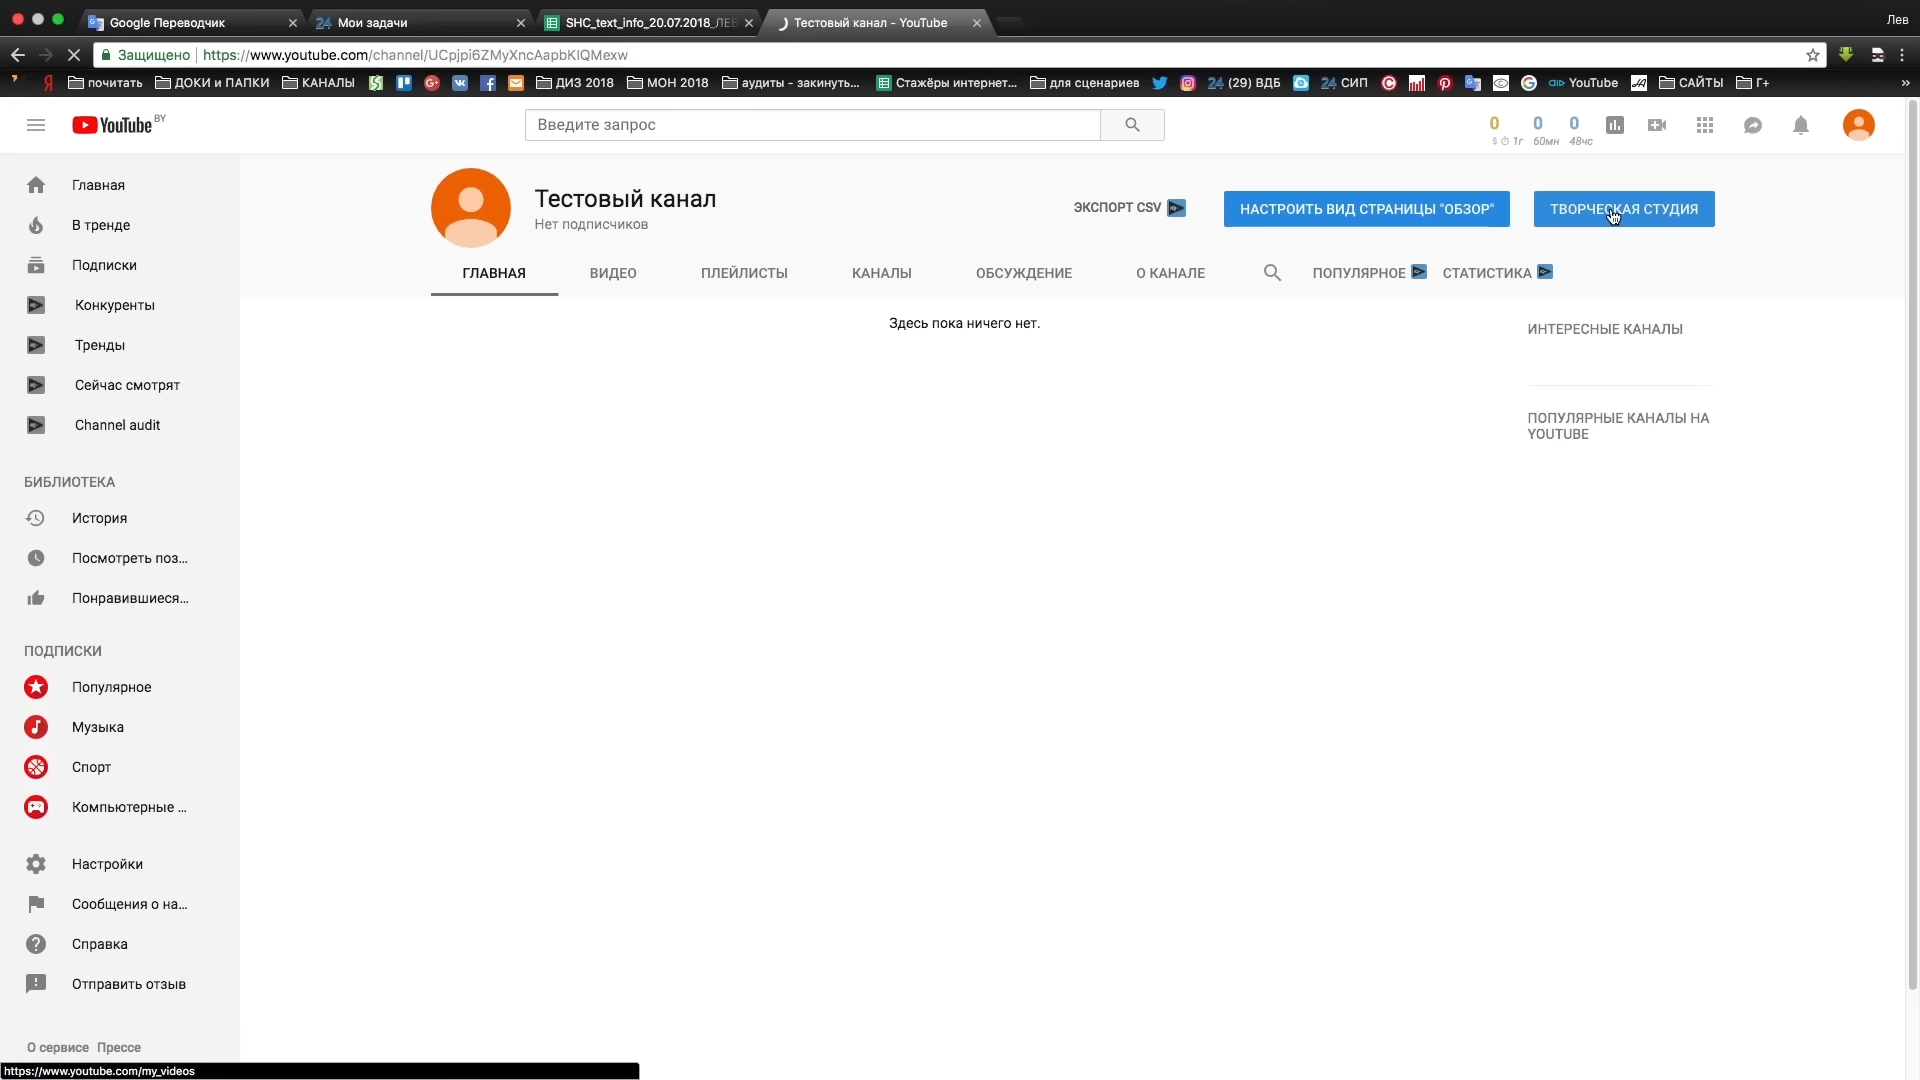 Google Переводчик
24 Мои задачи
SHC_text_info_20.07.2018_ЛЕВ
Тестовый канал - YouTube
Лев
Защищено https://www.youtube.com/channel/UCpjpi6ZMyXncAapbKlQMexw
почитать
ДОКИ и ПАПКИ
КАНАЛЫ
ДИЗ 2018
МОН 2018
аудиты - закинуть...
Стажёры интернет...
для сценариев
24 (29) ВДБ
24 СИП
YouTube
САЙТЫ
Г+
»
YouTube BY
Введите запрос
0 0 0
$ 1г 60мн 48чс
Главная
В тренде
Подписки
Конкуренты
Тренды
Сейчас смотрят
Channel audit
БИБЛИОТЕКА
История
Посмотреть поз...
Понравившиеся...
ПОДПИСКИ
Популярное
Музыка
Спорт
Компьютерные ...
Настройки
Сообщения о на...
Справка
Отправить отзыв
О сервисе Прессе
Тестовый канал
Нет подписчиков
ЭКСПОРТ CSV
НАСТРОИТЬ ВИД СТРАНИЦЫ "ОБЗОР"
ТВОРЧЕСКАЯ СТУДИЯ
ГЛАВНАЯ
ВИДЕО
ПЛЕЙЛИСТЫ
КАНАЛЫ
ОБСУЖДЕНИЕ
О КАНАЛЕ
ПОПУЛЯРНОЕ
СТАТИСТИКА
Здесь пока ничего нет.
ИНТЕРЕСНЫЕ КАНАЛЫ
ПОПУЛЯРНЫЕ КАНАЛЫ НА
YOUTUBE
https://www.youtube.com/my_videos